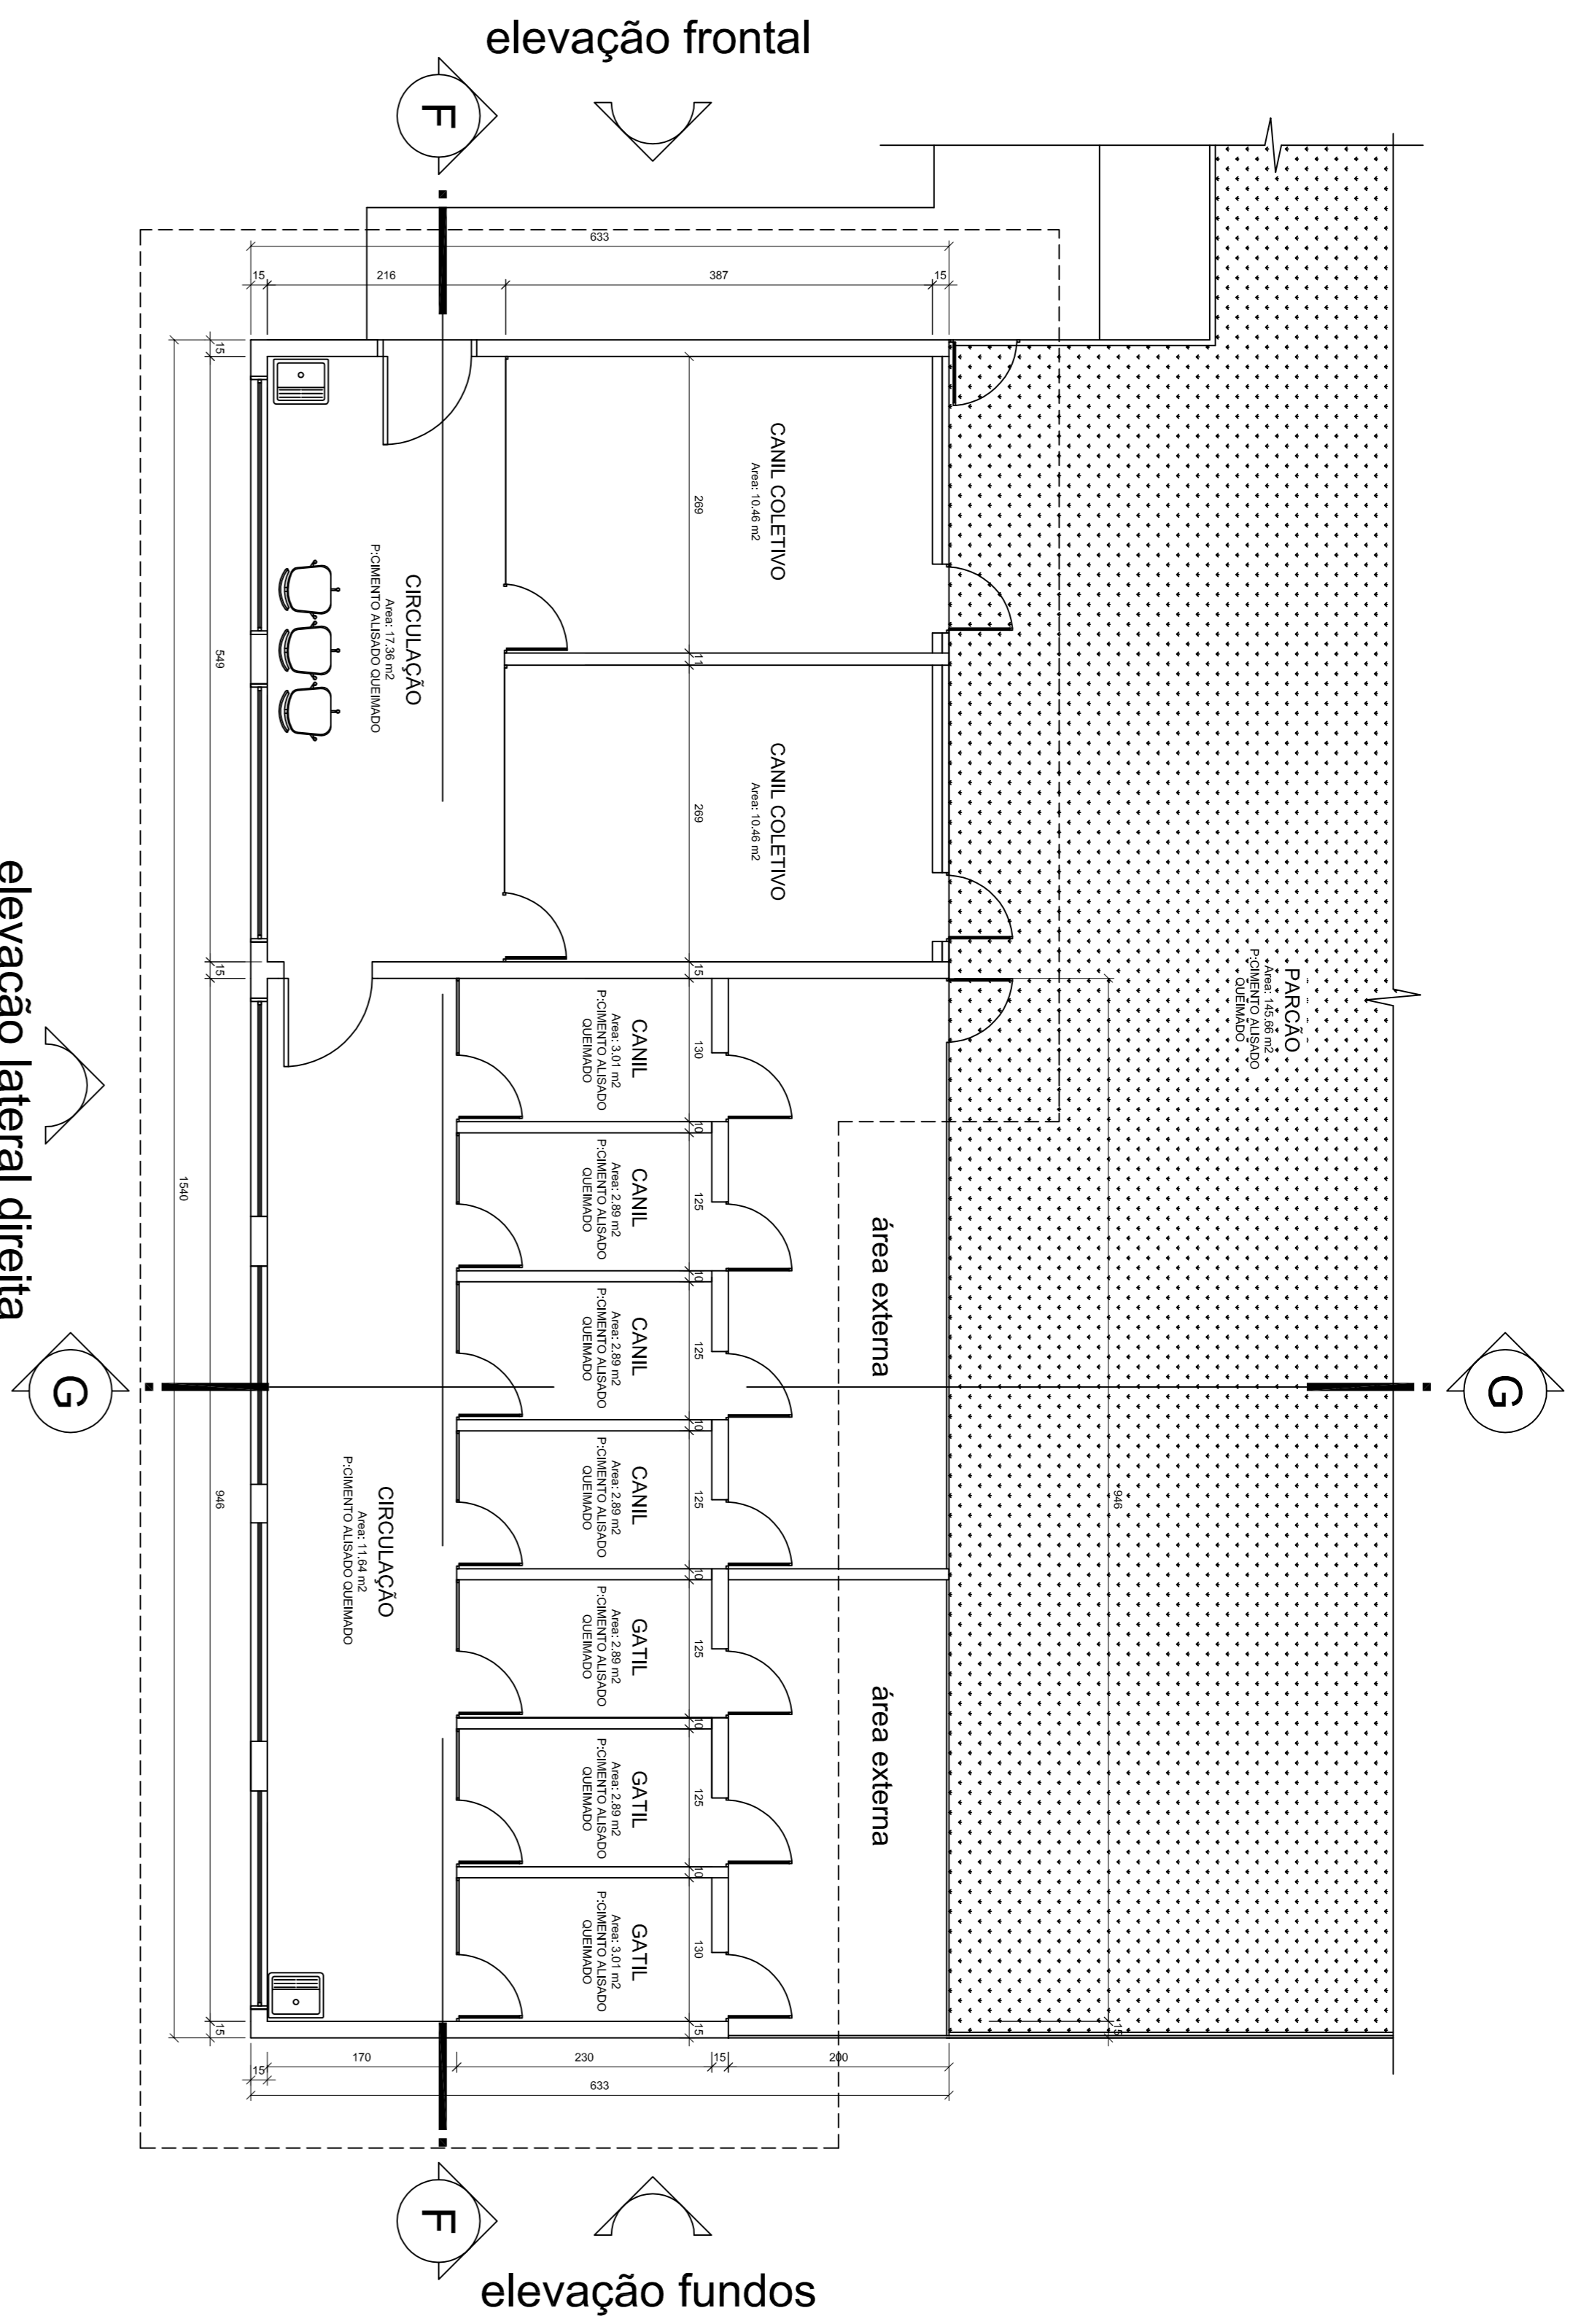 elevação frontal
F
633
15
216
387
15
15
549
15
946
15
1540
269
11
269
15
CANIL COLETIVO
Area: 10.46 m2
CANIL COLETIVO
Area: 10.46 m2
CIRCULAÇÃO
Area: 17.36 m2
P:CIMENTO ALISADO QUEIMADO
PARCÃO
Area: 145.66 m2
P:CIMENTO ALISADO
QUEIMADO
CANIL
Area: 3.01 m2
P:CIMENTO ALISADO
QUEIMADO
130
10
CANIL
Area: 2.89 m2
P:CIMENTO ALISADO
QUEIMADO
125
10
CANIL
Area: 2.89 m2
P:CIMENTO ALISADO
QUEIMADO
125
10
CANIL
Area: 2.89 m2
P:CIMENTO ALISADO
QUEIMADO
125
10
GATIL
Area: 2.89 m2
P:CIMENTO ALISADO
QUEIMADO
125
10
GATIL
Area: 2.89 m2
P:CIMENTO ALISADO
QUEIMADO
125
10
GATIL
Area: 3.01 m2
P:CIMENTO ALISADO
QUEIMADO
130
15
área externa
área externa
946
15
CIRCULAÇÃO
Area: 11.64 m2
P:CIMENTO ALISADO QUEIMADO
elevação lateral direita
G
G
15
170
230
15
200
633
F
elevação fundos